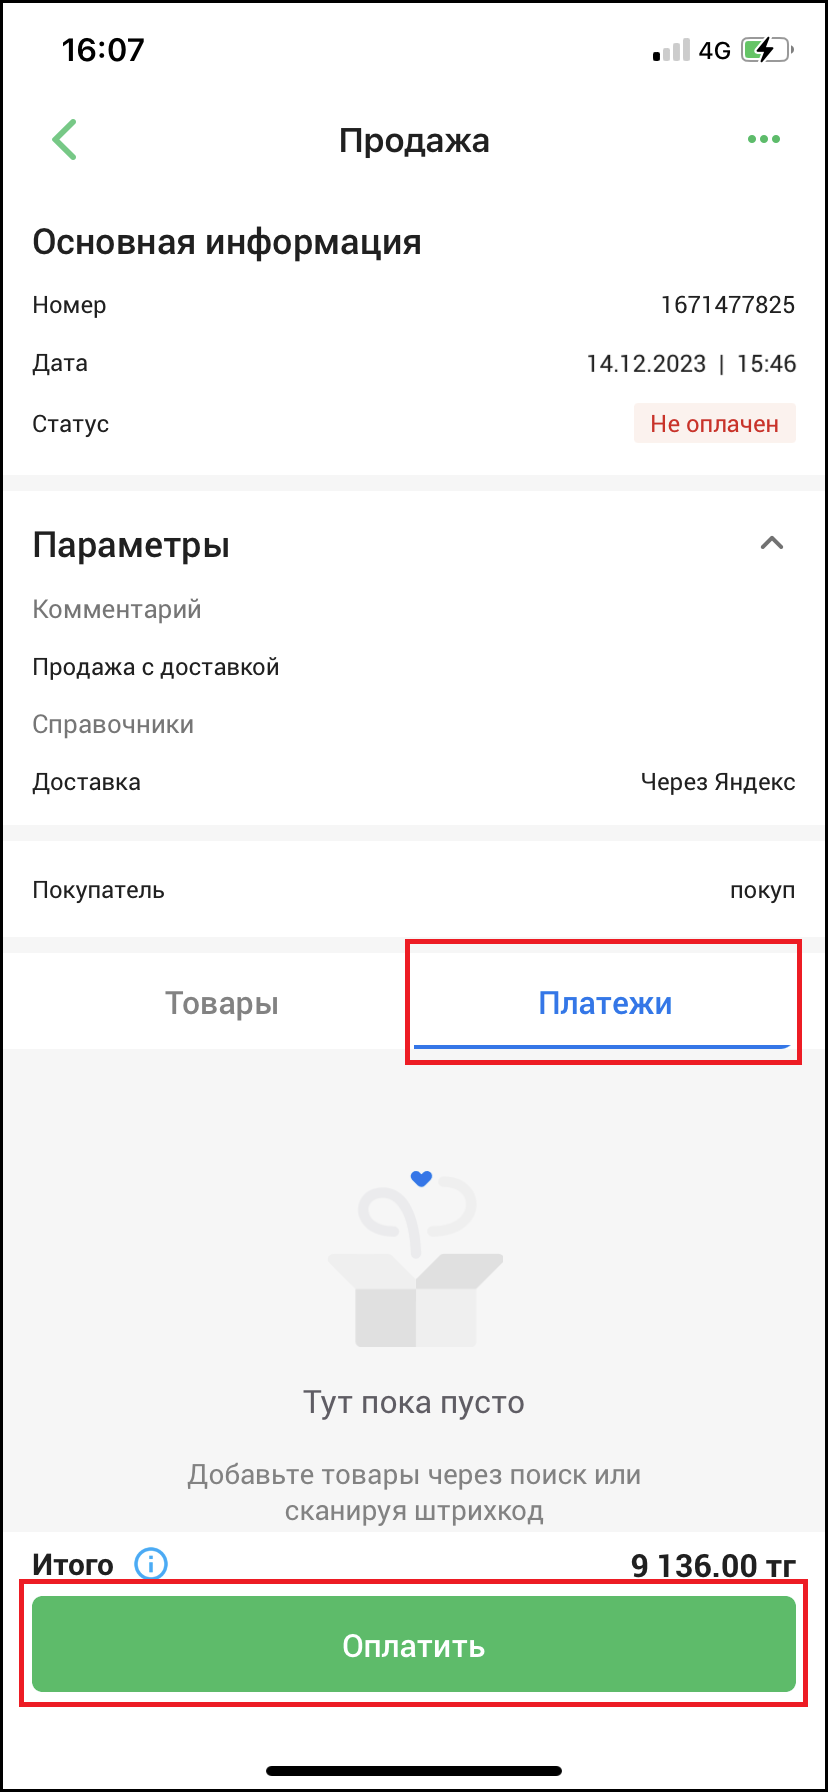 16:07
4G
Продажа
Основная информация
Номер 1671477825
Дата 14.12.2023 | 15:46
Статус Не оплачен
Параметры
Комментарий
Продажа с доставкой
Справочники
Доставка Через Яндекс
Покупатель покуп
Товары Платежи
Тут пока пусто
Добавьте товары через поиск или
сканируя штрихкод
Итого 9 136.00 тг
Оплатить